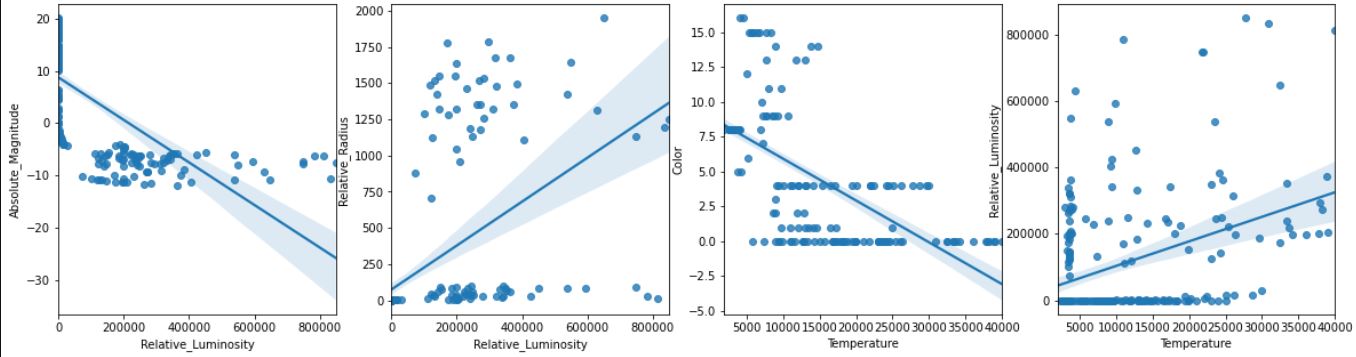 20
10
0
−10
−20
−30
Absolute_Magnitude
0 200000 400000 600000 800000
Relative_Luminosity
2000
1750
1500
1250
1000
750
500
250
0
Relative_Radius
0 200000 400000 600000 800000
Relative_Luminosity
15.0
12.5
10.0
7.5
5.0
2.5
0.0
−2.5
−5.0
Color
5000 10000 15000 20000 25000 30000 35000 40000
Temperature
800000
600000
400000
200000
0
Relative_Luminosity
5000 10000 15000 20000 25000 30000 35000 40000
Temperature